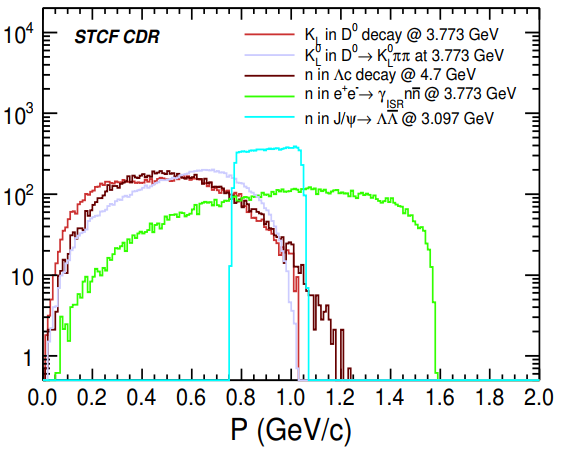 STCF CDR
K_L in D^0 decay @ 3.773 GeV
K_L^0 in D^0→ K_L^0ππ at 3.773 GeV
n in Λc decay @ 4.7 GeV
n in e^+e^-→ γ_ISR nn̅ @ 3.773 GeV
n in J/ψ→ ΛΛ̅ @ 3.097 GeV
10^4
10^3
10^2
10
1
0.0 0.2 0.4 0.6 0.8 1.0 1.2 1.4 1.6 1.8 2.0
P (GeV/c)